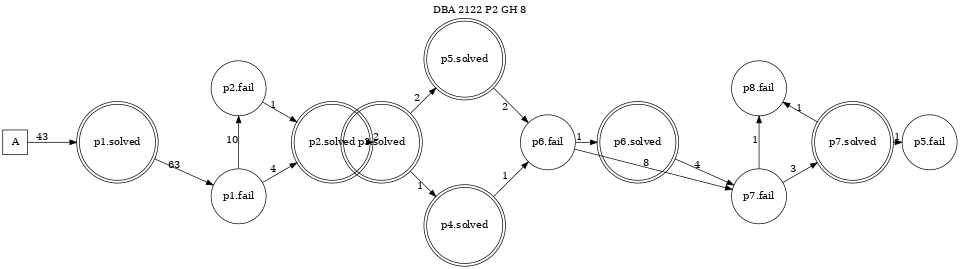 DBA 2122 P2 GH 8
A
43
p1.solved
63
p1.fail
10
p2.fail
1
4
p2.solved
2
p3.solved
2
1
p5.solved
p4.solved
2
1
p6.fail
1
8
p6.solved
4
p7.fail
1
3
p8.fail
1
p7.solved
1
p5.fail